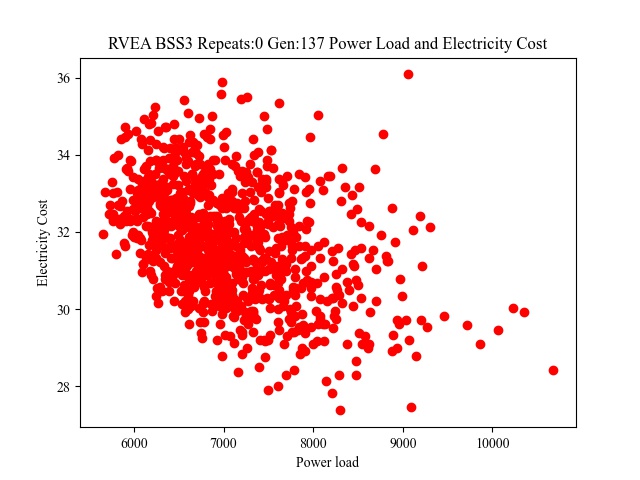 RVEA BSS3 Repeats:0 Gen:137 Power Load and Electricity Cost
36
34
32
30
28
Electricity Cost
6000 7000 8000 9000 10000
Power load